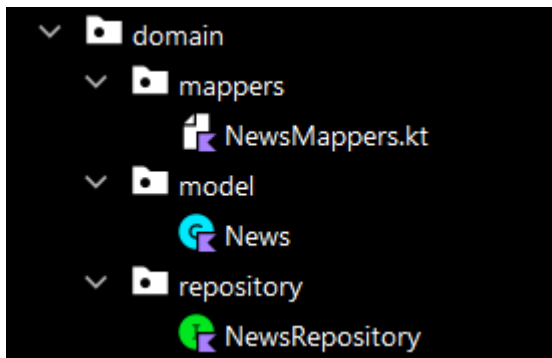 domain
mappers
NewsMappers.kt
model
News
repository
NewsRepository